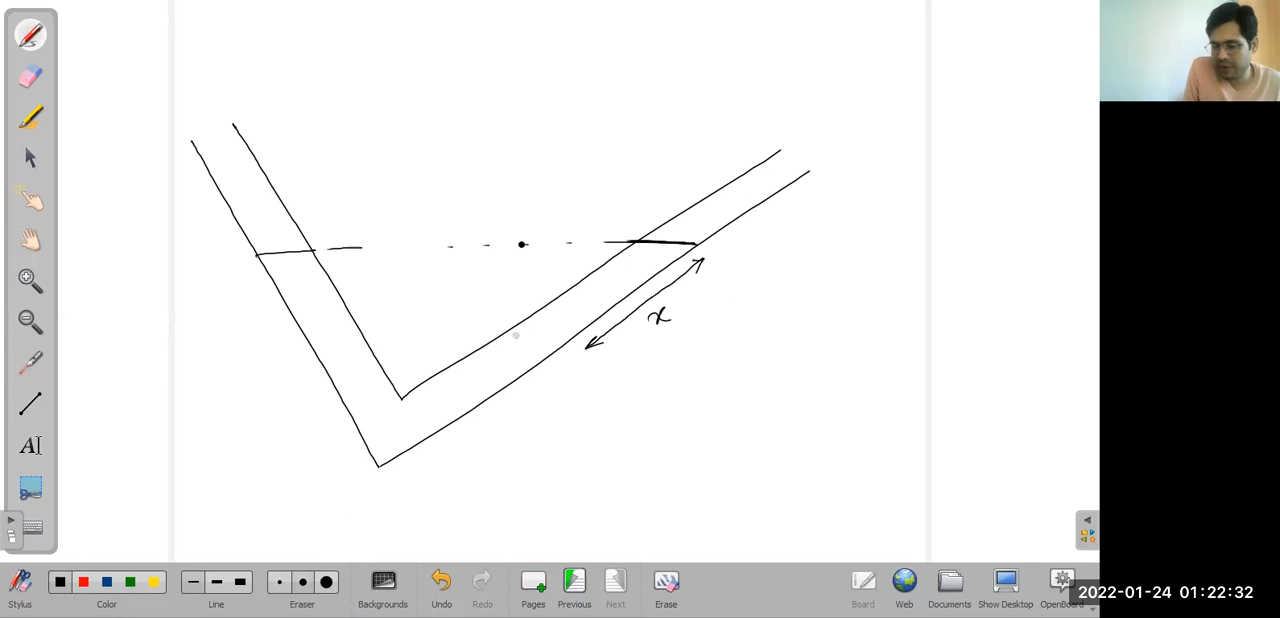 x
A
Stylus
Color
Line
Eraser
Backgrounds
Undo
Redo
Pages
Previous
Next
Erase
Board
Web
Documents
Show Desktop
OpenBoard
2022-01-24 01:22:32